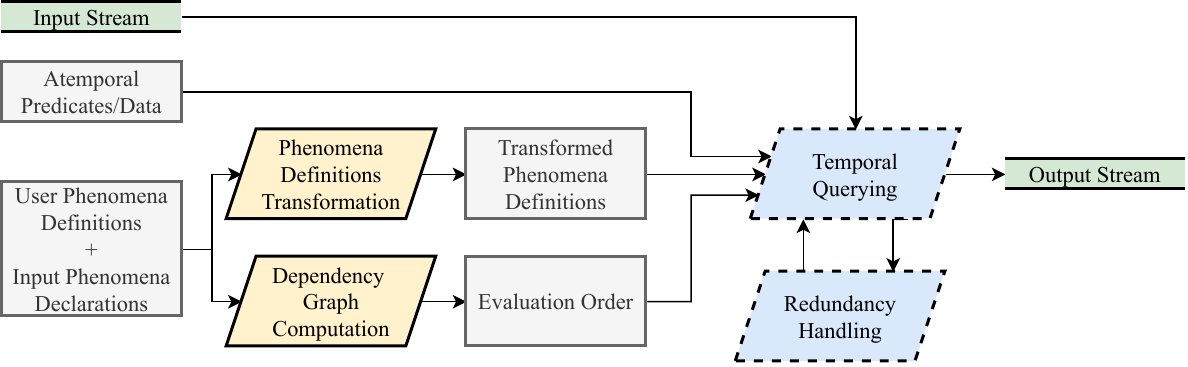 Input Stream
Atemporal
Predicates/Data
User Phenomena
Definitions
+
Input Phenomena
Declarations
Phenomena
Definitions
Transformation
Transformed
Phenomena
Definitions
Dependency
Graph
Computation
Evaluation Order
Temporal
Querying
Redundancy
Handling
Output Stream